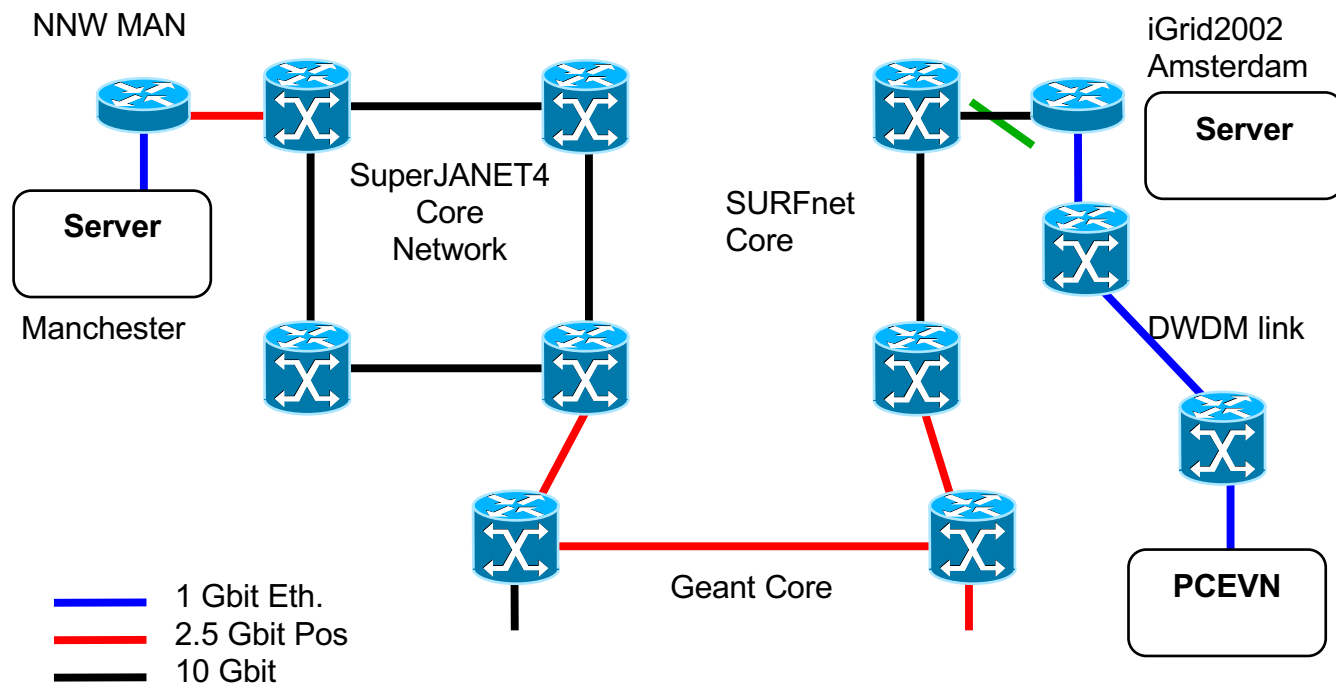 NNW MAN
iGrid2002
Amsterdam
Server
SuperJANET4
Core
Network
SURFnet
Core
Server
Manchester
DWDM link
Geant Core
PCEVN
1 Gbit Eth.
2.5 Gbit Pos
10 Gbit